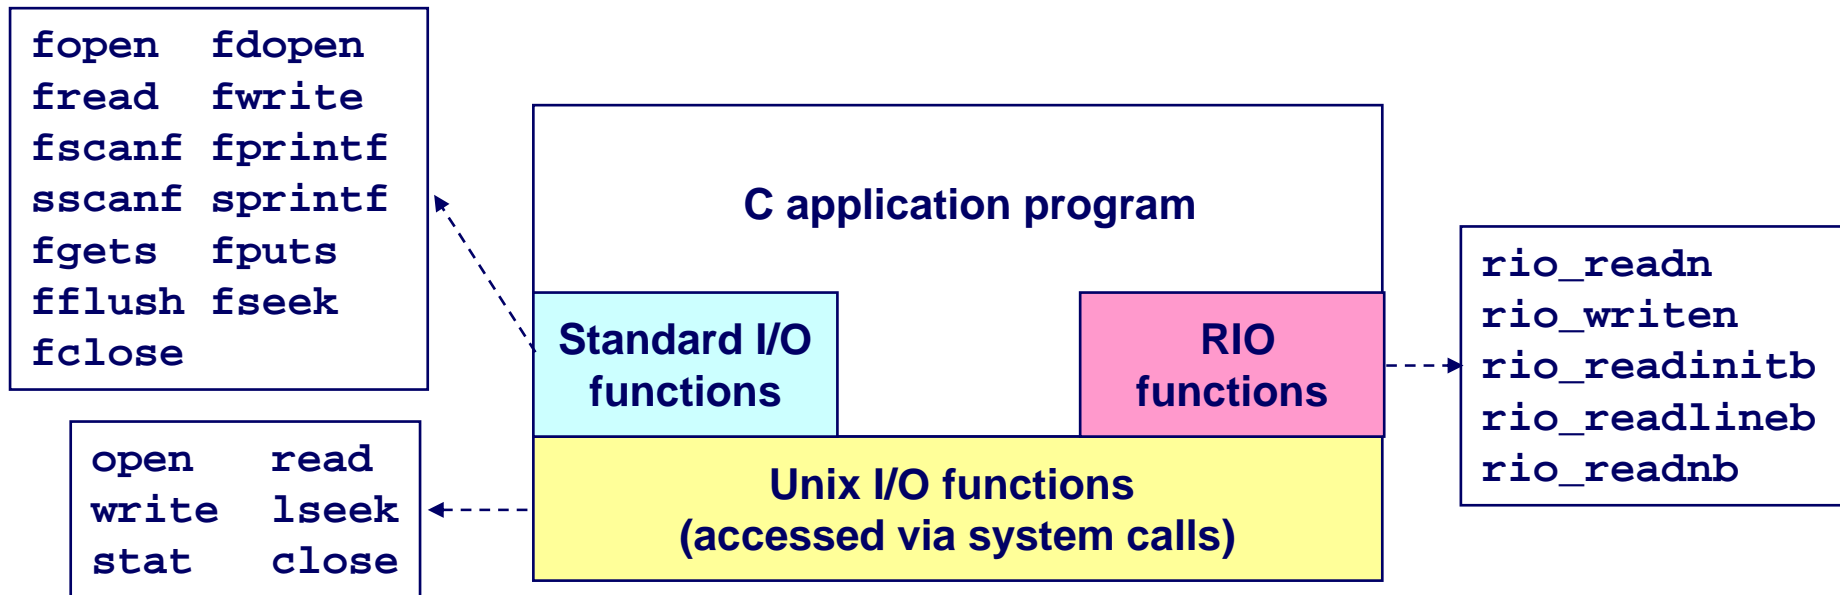 fopen fdopen
fread fwrite
fscanf fprintf
sscanf sprintf
fgets fputs
fflush fseek
fclose
C application program
Standard I/O
functions
RIO
functions
rio_readn
rio_writen
rio_readinitb
rio_readlineb
rio_readnb
open read
write lseek
stat close
Unix I/O functions
(accessed via system calls)